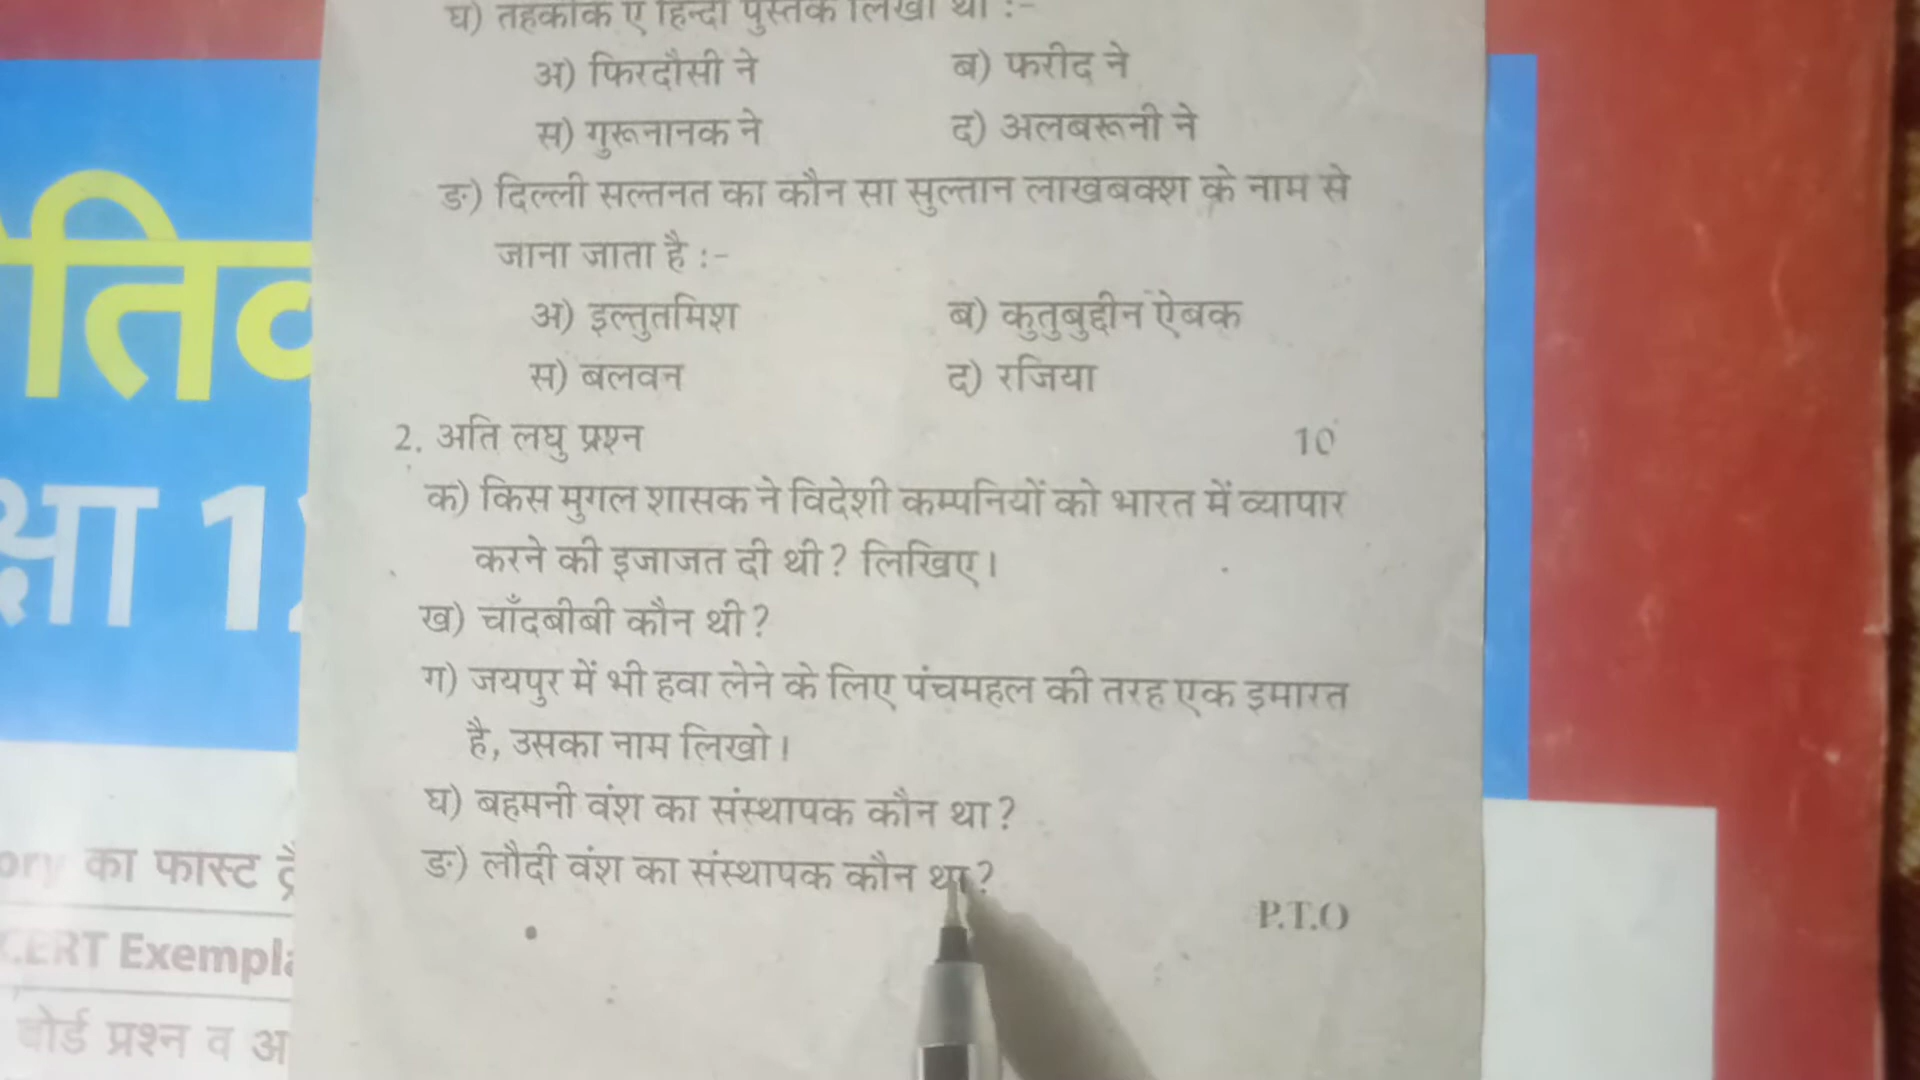 घ) तहकीक ए हिन्दी पुस्तक लिखी थी :-
अ) फिरदौसी ने ब) फरीद ने
स) गुरूनानक ने द) अलबरूनी ने
ङ) दिल्ली सल्तनत का कौन सा सुल्तान लाखबक्श के नाम से
जाना जाता है :-
अ) इल्तुतमिश ब) कुतुबुद्दीन ऐबक
स) बलवन द) रजिया
2. अति लघु प्रश्न 10
क) किस मुगल शासक ने विदेशी कम्पनियों को भारत में व्यापार
करने की इजाजत दी थी? लिखिए।
ख) चाँदबीबी कौन थी?
ग) जयपुर में भी हवा लेने के लिए पंचमहल की तरह एक इमारत
है, उसका नाम लिखो।
घ) बहमनी वंश का संस्थापक कौन था?
ङ) लौदी वंश का संस्थापक कौन था?
P.T.O
का फास्ट
Exempl
बोर्ड प्रश्न व अ